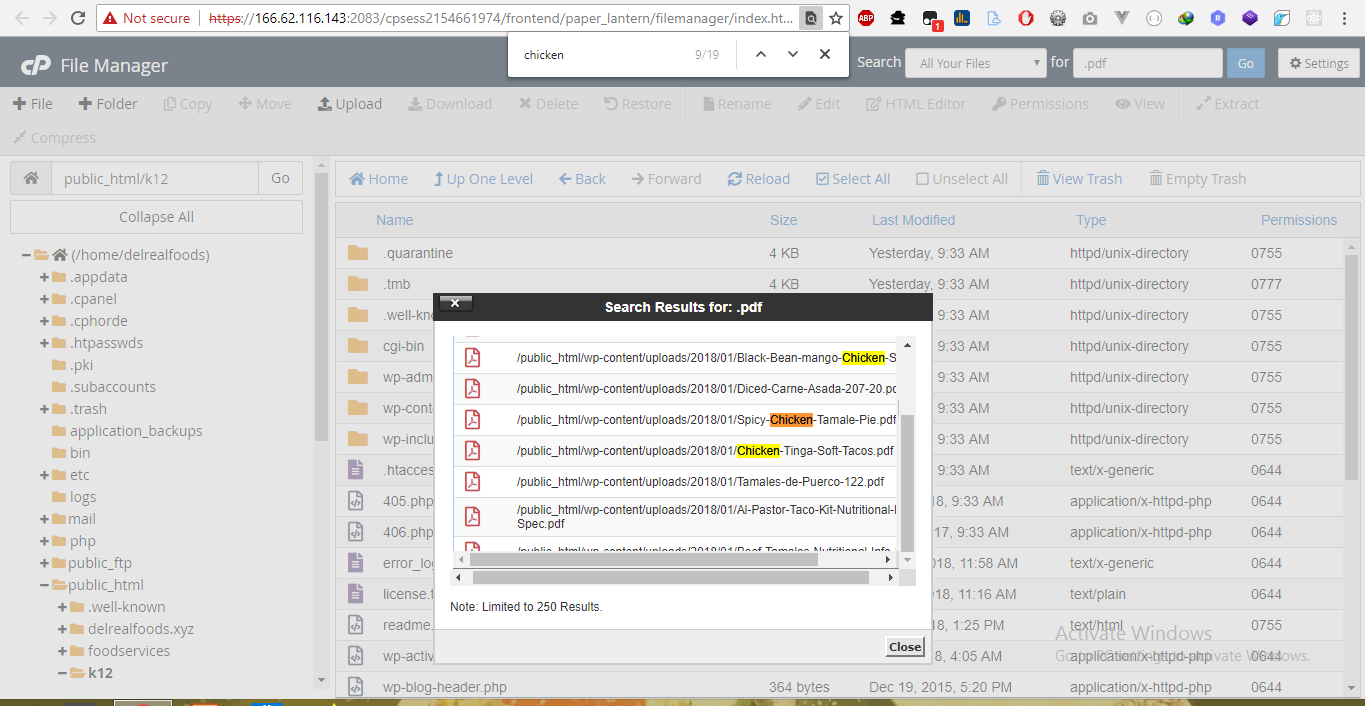 Not secure https://166.62.116.143:2083/cpsess2154661974/frontend/paper_lantern/filemanager/index.ht...
ABP
1
chicken 9/19
cP File Manager
Search All Your Files for .pdf Go Settings
File Folder Copy Move Upload Download Delete Restore Rename Edit HTML Editor Permissions View Extract
Compress
public_html/k12 Go
Collapse All
(/home/delrealfoods)
.appdata
.cpanel
.cphorde
.htpasswds
.pki
.subaccounts
.trash
application_backups
bin
etc
logs
mail
php
public_ftp
public_html
.well-known
delrealfoods.xyz
foodservices
k12
Home Up One Level Back Forward Reload Select All Unselect All View Trash Empty Trash
Name Size Last Modified Type Permissions
.quarantine 4 KB Yesterday, 9:33 AM httpd/unix-directory 0755
.tmb 4 KB Yesterday, 9:33 AM httpd/unix-directory 0777
.well-kn 9:33 AM httpd/unix-directory 0755
cgi-bin 9:33 AM httpd/unix-directory 0755
wp-adm 9:33 AM httpd/unix-directory 0755
wp-cont 9:33 AM httpd/unix-directory 0755
wp-inclu 9:33 AM httpd/unix-directory 0755
.htacces 9:33 AM text/x-generic 0644
405.php 18, 9:33 AM application/x-httpd-php 0644
406.php 17, 9:33 AM application/x-httpd-php 0644
error_lo 018, 11:58 AM text/x-generic 0644
license.t 018, 11:16 AM text/plain 0644
readme. 18, 1:25 PM text/html 0755
wp-activ 8, 4:05 AM application/x-httpd-php 0644
wp-blog-header.php 364 bytes Dec 19, 2015, 5:20 PM application/x-httpd-php 0644
Search Results for: .pdf
/public_html/wp-content/uploads/2018/01/Black-Bean-mango-Chicken-S
/public_html/wp-content/uploads/2018/01/Diced-Carne-Asada-207-20.pd
/public_html/wp-content/uploads/2018/01/Spicy-Chicken-Tamale-Pie.pdf
/public_html/wp-content/uploads/2018/01/Chicken-Tinga-Soft-Tacos.pdf
/public_html/wp-content/uploads/2018/01/Tamales-de-Puerco-122.pdf
/public_html/wp-content/uploads/2018/01/Al-Pastor-Taco-Kit-Nutritional-I
Spec.pdf
/public_html/wp-content/uploads/2018/01/Beef-Tamales-Nutritional-Info
Note: Limited to 250 Results.
Close
Activate Windows
Go to PC settings to activate Windows.